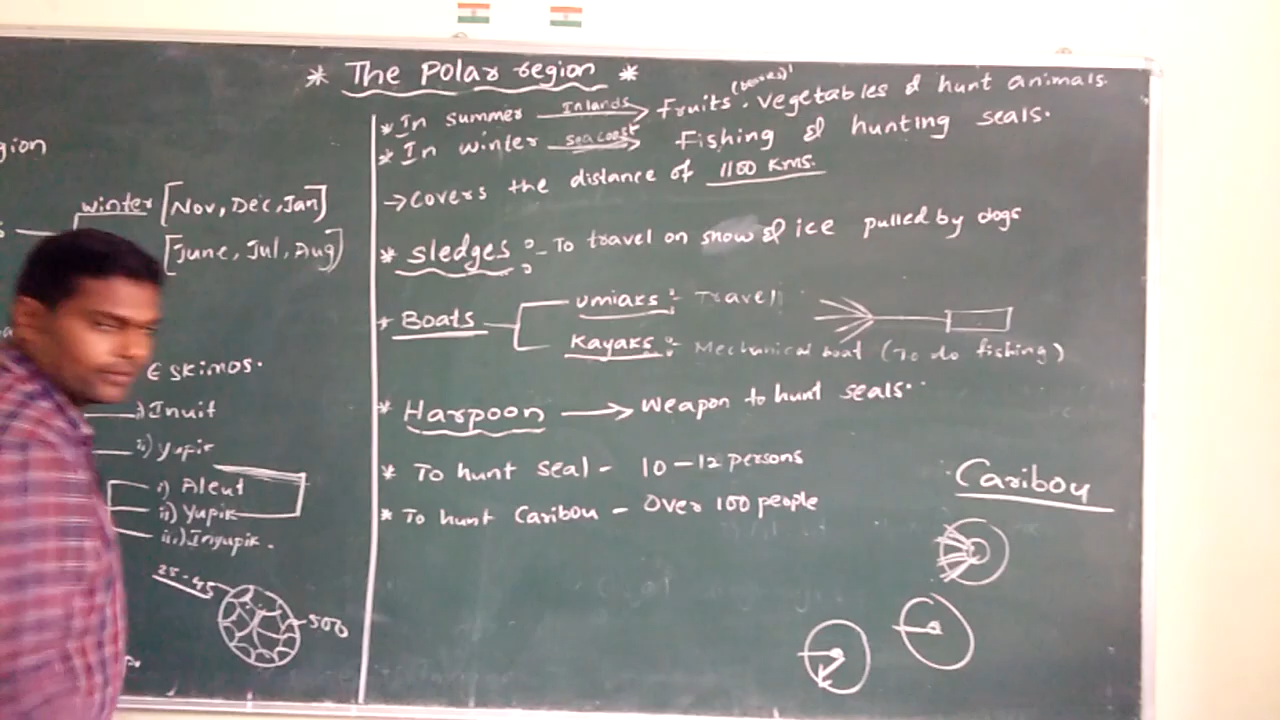 * The Polar region *
gion
winter [Nov, Dec, Jan]
[June, Jul, Aug]
ESKIMOS.
i) Inuit
ii) Yupik
i) Aleut
ii) Yupik
iii) Inyupik.
25-45
500
* In summer Inlands → Fruits, vegetables & hunt animals.
* In winter sea coast → Fishing & hunting seals.
→ Covers the distance of 1100 Kms.
* Sledges :- To travel on snow & ice pulled by dogs
* Boats
Umiaks :- Travel
Kayaks :- Mechanical boat (To do fishing)
* Harpoon → Weapon to hunt seals.
* To hunt seal - 10-12 persons
* To hunt Caribou - Over 100 people
Caribou